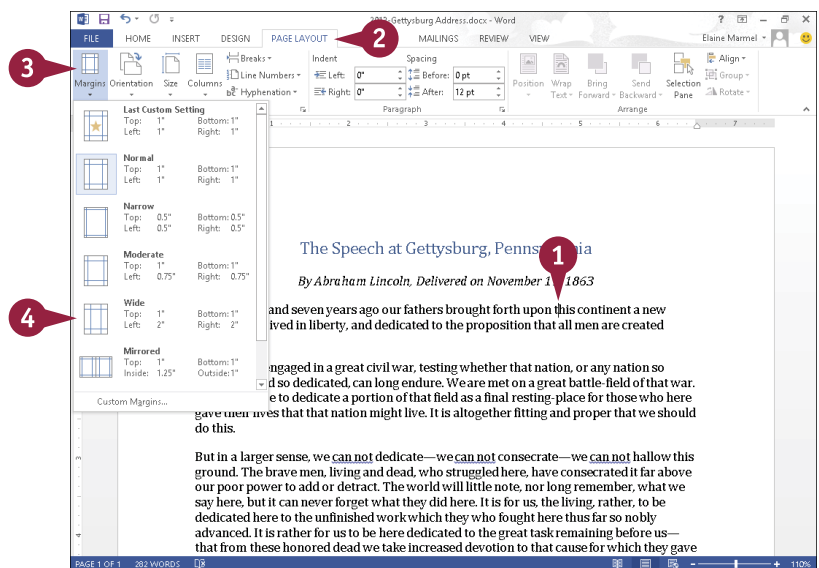 2013-Gettysburg Address.docx - Word
?
FILE HOME INSERT DESIGN PAGE LAYOUT MAILINGS REVIEW VIEW Elaine Marmel
2
3
Margins Orientation Size Columns
Breaks
Line Numbers
Hyphenation
Indent Spacing
Left: 0" Before: 0 pt
Right: 0" After: 12 pt
Paragraph
Position Wrap Text Bring Forward Send Backward Selection Pane
Align
Group
Rotate
Arrange
Last Custom Setting
Top: 1" Bottom: 1"
Left: 1" Right: 1"
Normal
Top: 1" Bottom: 1"
Left: 1" Right: 1"
Narrow
Top: 0.5" Bottom: 0.5"
Left: 0.5" Right: 0.5"
Moderate
Top: 1" Bottom: 1"
Left: 0.75" Right: 0.75"
4
Wide
Top: 1" Bottom: 1"
Left: 2" Right: 2"
Mirrored
Top: 1" Bottom: 1"
Inside: 1.25" Outside: 1"
Custom Margins...
1 2 3 4 5 6 7
The Speech at Gettysburg,
1
By Abraham Lincoln, Delivered on November 1863
and seven years ago our fathers brought forth upon this continent a new
in liberty, and dedicated to the proposition that all men are created
engaged in a great civil war, testing whether that nation, or any nation so
so dedicated, can long endure. We are met on a great battle-field of that war.
to dedicate a portion of that field as a final resting-place for those who here
gave their lives that that nation might live. It is altogether fitting and proper that we should
do this.
But in a larger sense, we can not dedicate—we can not consecrate—we can not hallow this
ground. The brave men, living and dead, who struggled here, have consecrated it far above
our poor power to add or detract. The world will little note, nor long remember, what we
say here, but it can never forget what they did here. It is for us, the living, rather, to be
dedicated here to the unfinished work which they who fought here thus far so nobly
advanced. It is rather for us to be here dedicated to the great task remaining before us—
that from these honored dead we take increased devotion to that cause for which they gave
3
4
PAGE 1 OF 1 282 WORDS 110%